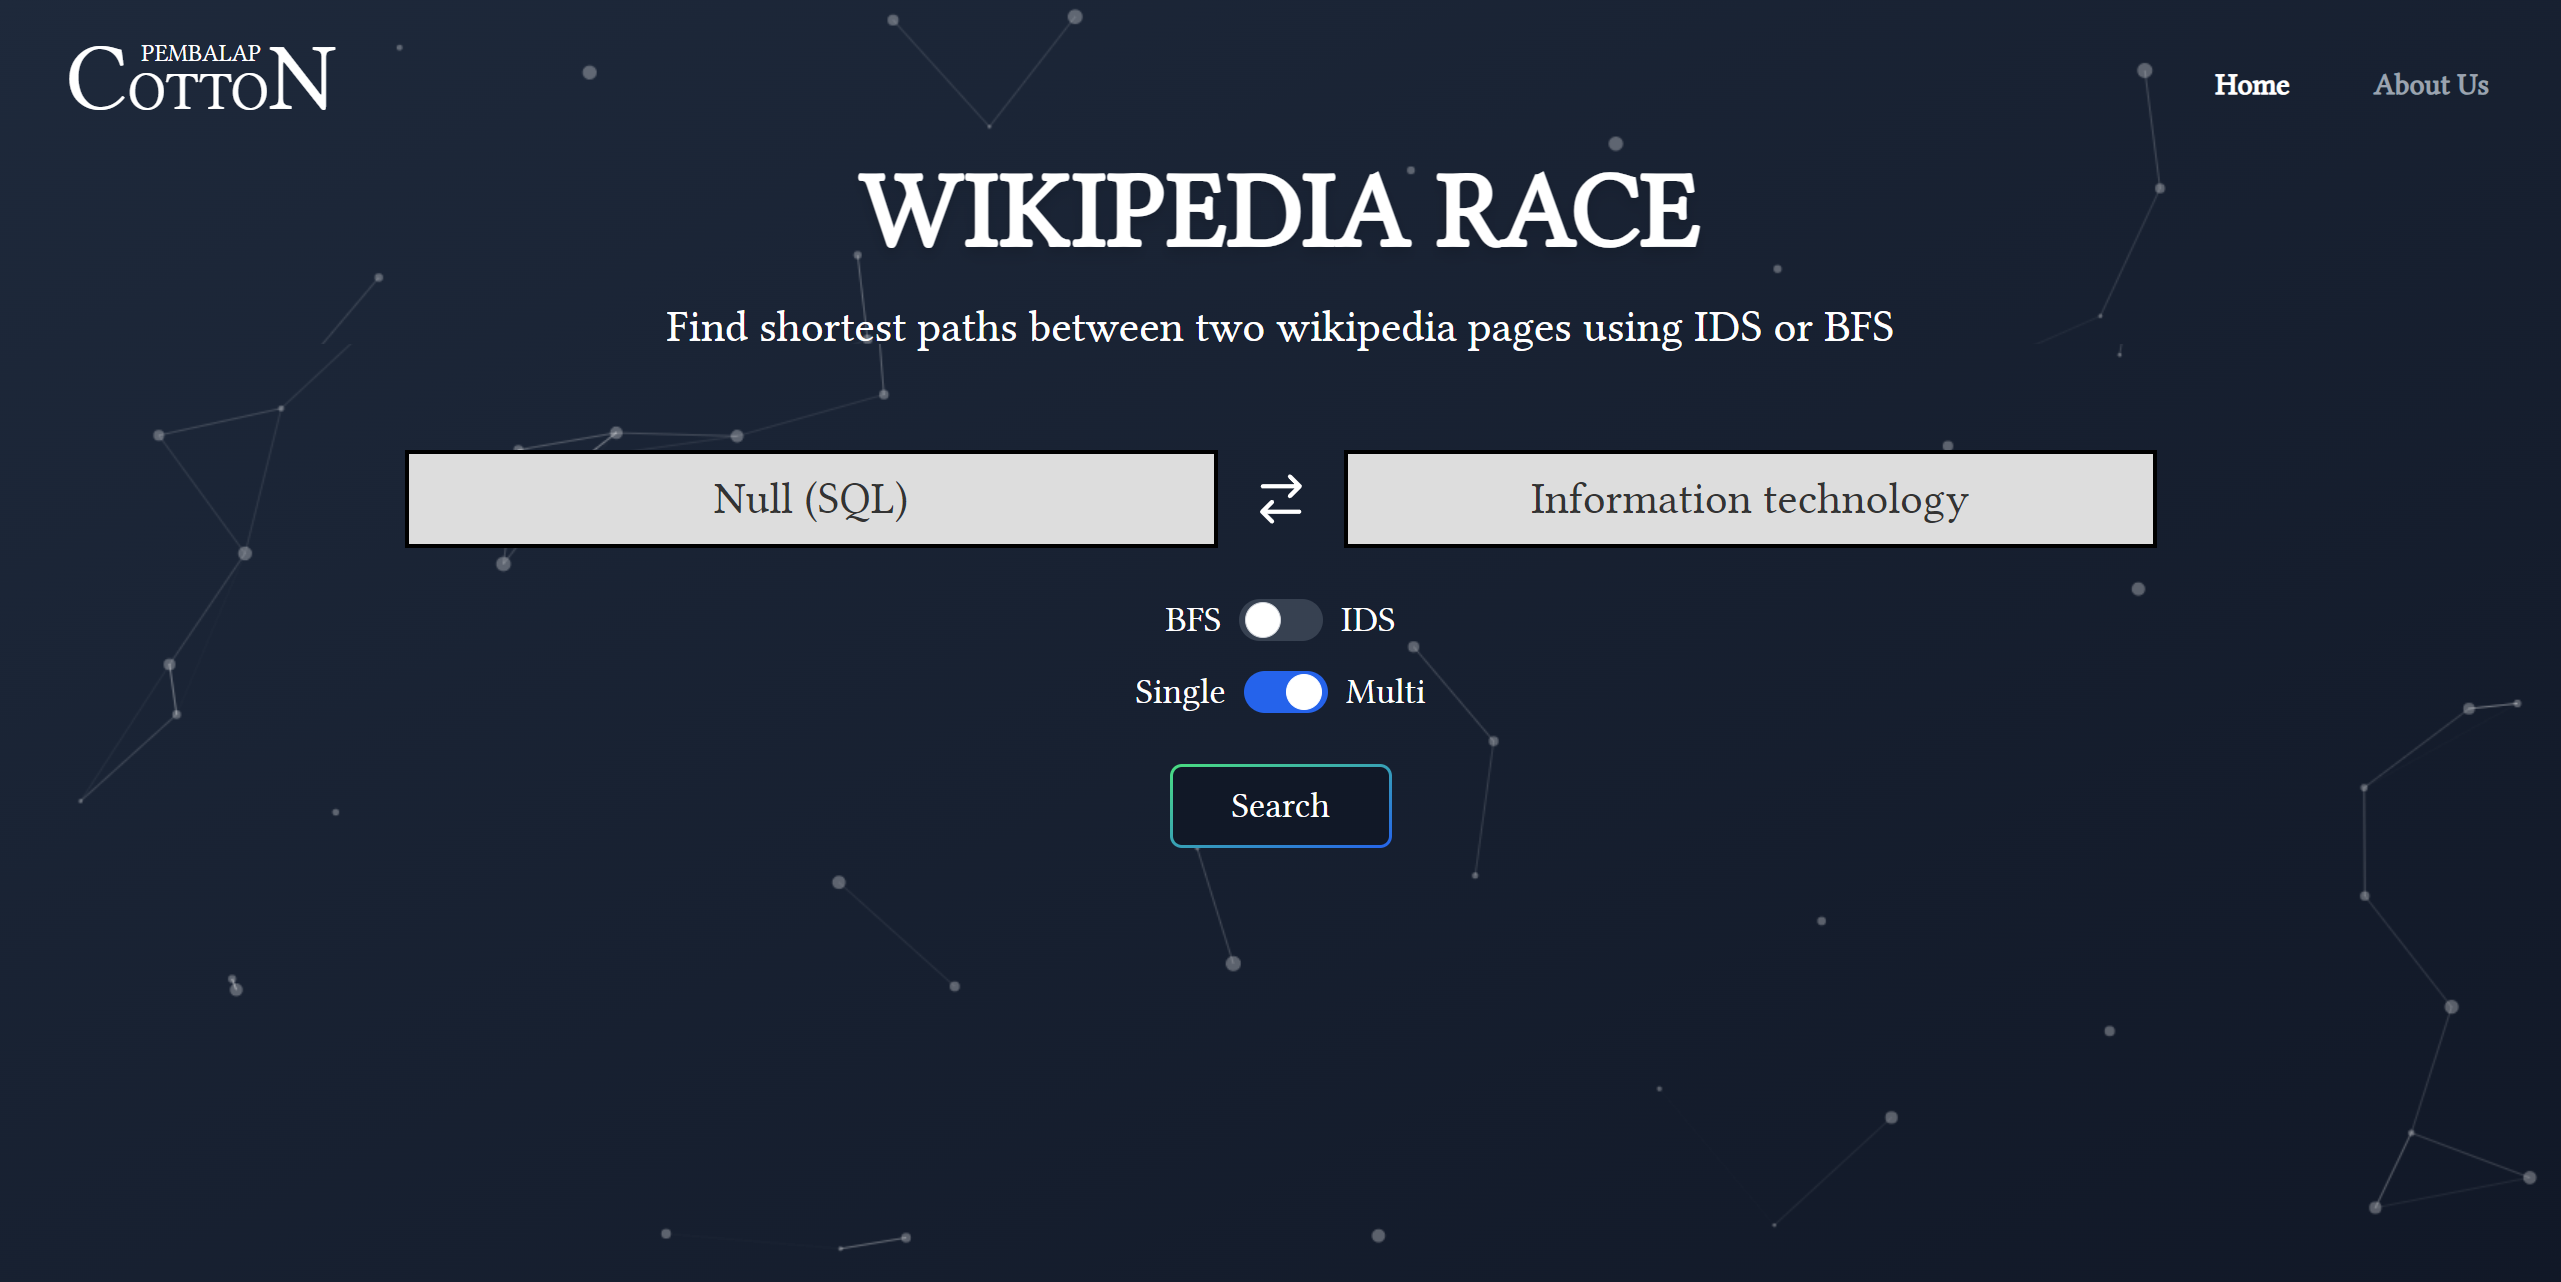 PEMBALAP
COTTON
Home About Us
WIKIPEDIA RACE
Find shortest paths between two wikipedia pages using IDS or BFS
Null (SQL) Information technology
BFS IDS
Single Multi
Search